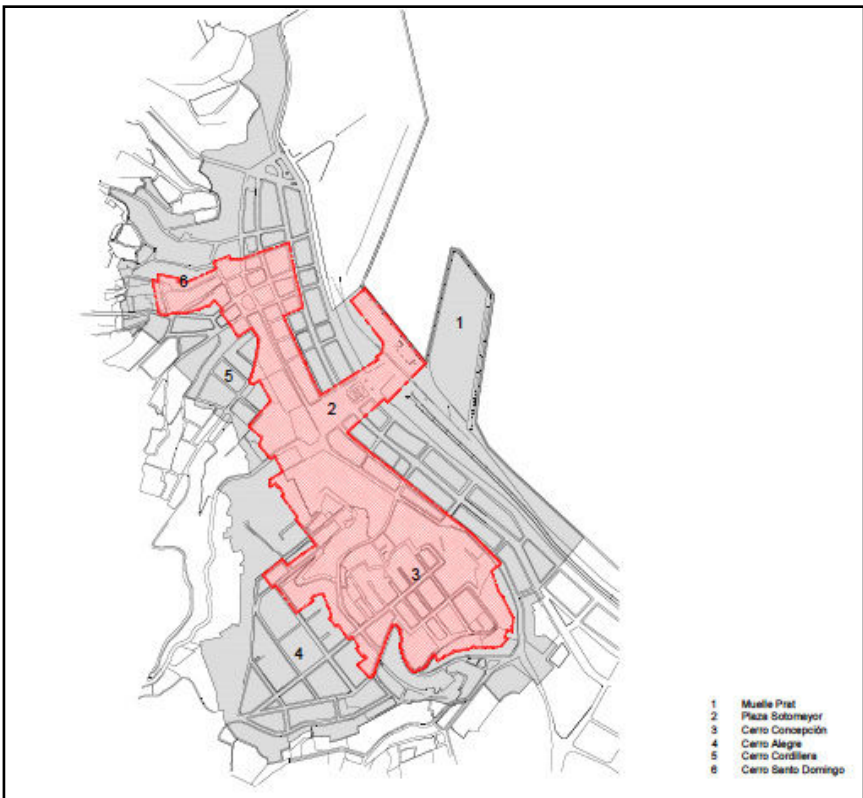 6
1
5
2
3
4
1 Muelle Prat
2 Plaza Sotomayor
3 Cerro Concepción
4 Cerro Alegre
5 Cerro Cordillera
6 Cerro Santo Domingo